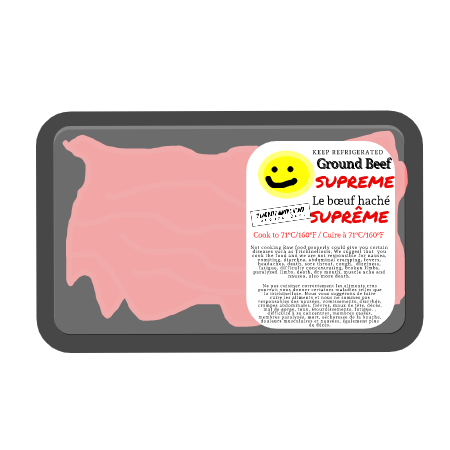 KEEP REFRIGERATED
Ground Beef
SUPREME
Le bœuf haché
SUPRÊME
Cook to 71°C/160°F / Cuire à 71°C/160°F
Not cooking Raw food properly could give you certain
diseases such as Trichinellosis. We suggest that you
cook the food and we are not responsible for nausea,
vomiting, diarrhea, abdominal cramping, fevers,
headaches, death, sore throat, cough, dizziness,
fatigue, difficulty concentrating, broken limbs,
paralyzed limbs, death, dry mouth, muscle ache and
nausea, also more death.
Ne pas cuisiner correctement les aliments crus
pourrait vous donner certaines maladies telles que
la trichinellose. Nous vous suggérons de faire
cuire les aliments et nous ne sommes pas
responsables des nausées, vomissements, diarrhée,
crampes abdominales, fièvres, maux de tête, décès,
mal de gorge, toux, étourdissements, fatigue,
difficulté à se concentrer, membres cassés,
membres paralysés, mort, sécheresse de la bouche,
douleurs musculaires et nausées, également plus
de décès.